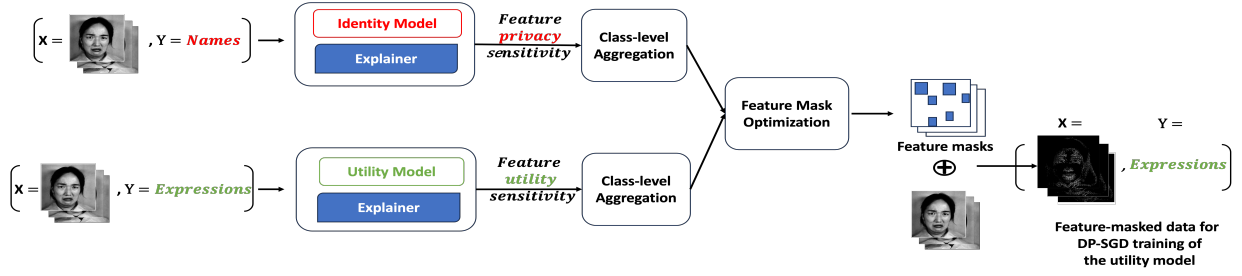 X = , Y = Names
Identity Model
Explainer
Feature
privacy
sensitivity
Class-level
Aggregation
X = , Y = Expressions
Utility Model
Explainer
Feature
utility
sensitivity
Class-level
Aggregation
Feature Mask
Optimization
Feature masks
X = Y =
, Expressions
Feature-masked data for
DP-SGD training of
the utility model